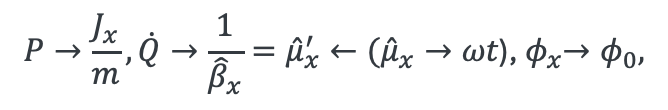 P → J_x/m, Q̇ → 1/β̂_x = μ̂′_x ← (μ̂_x → ωt), ϕ_x → ϕ_0,